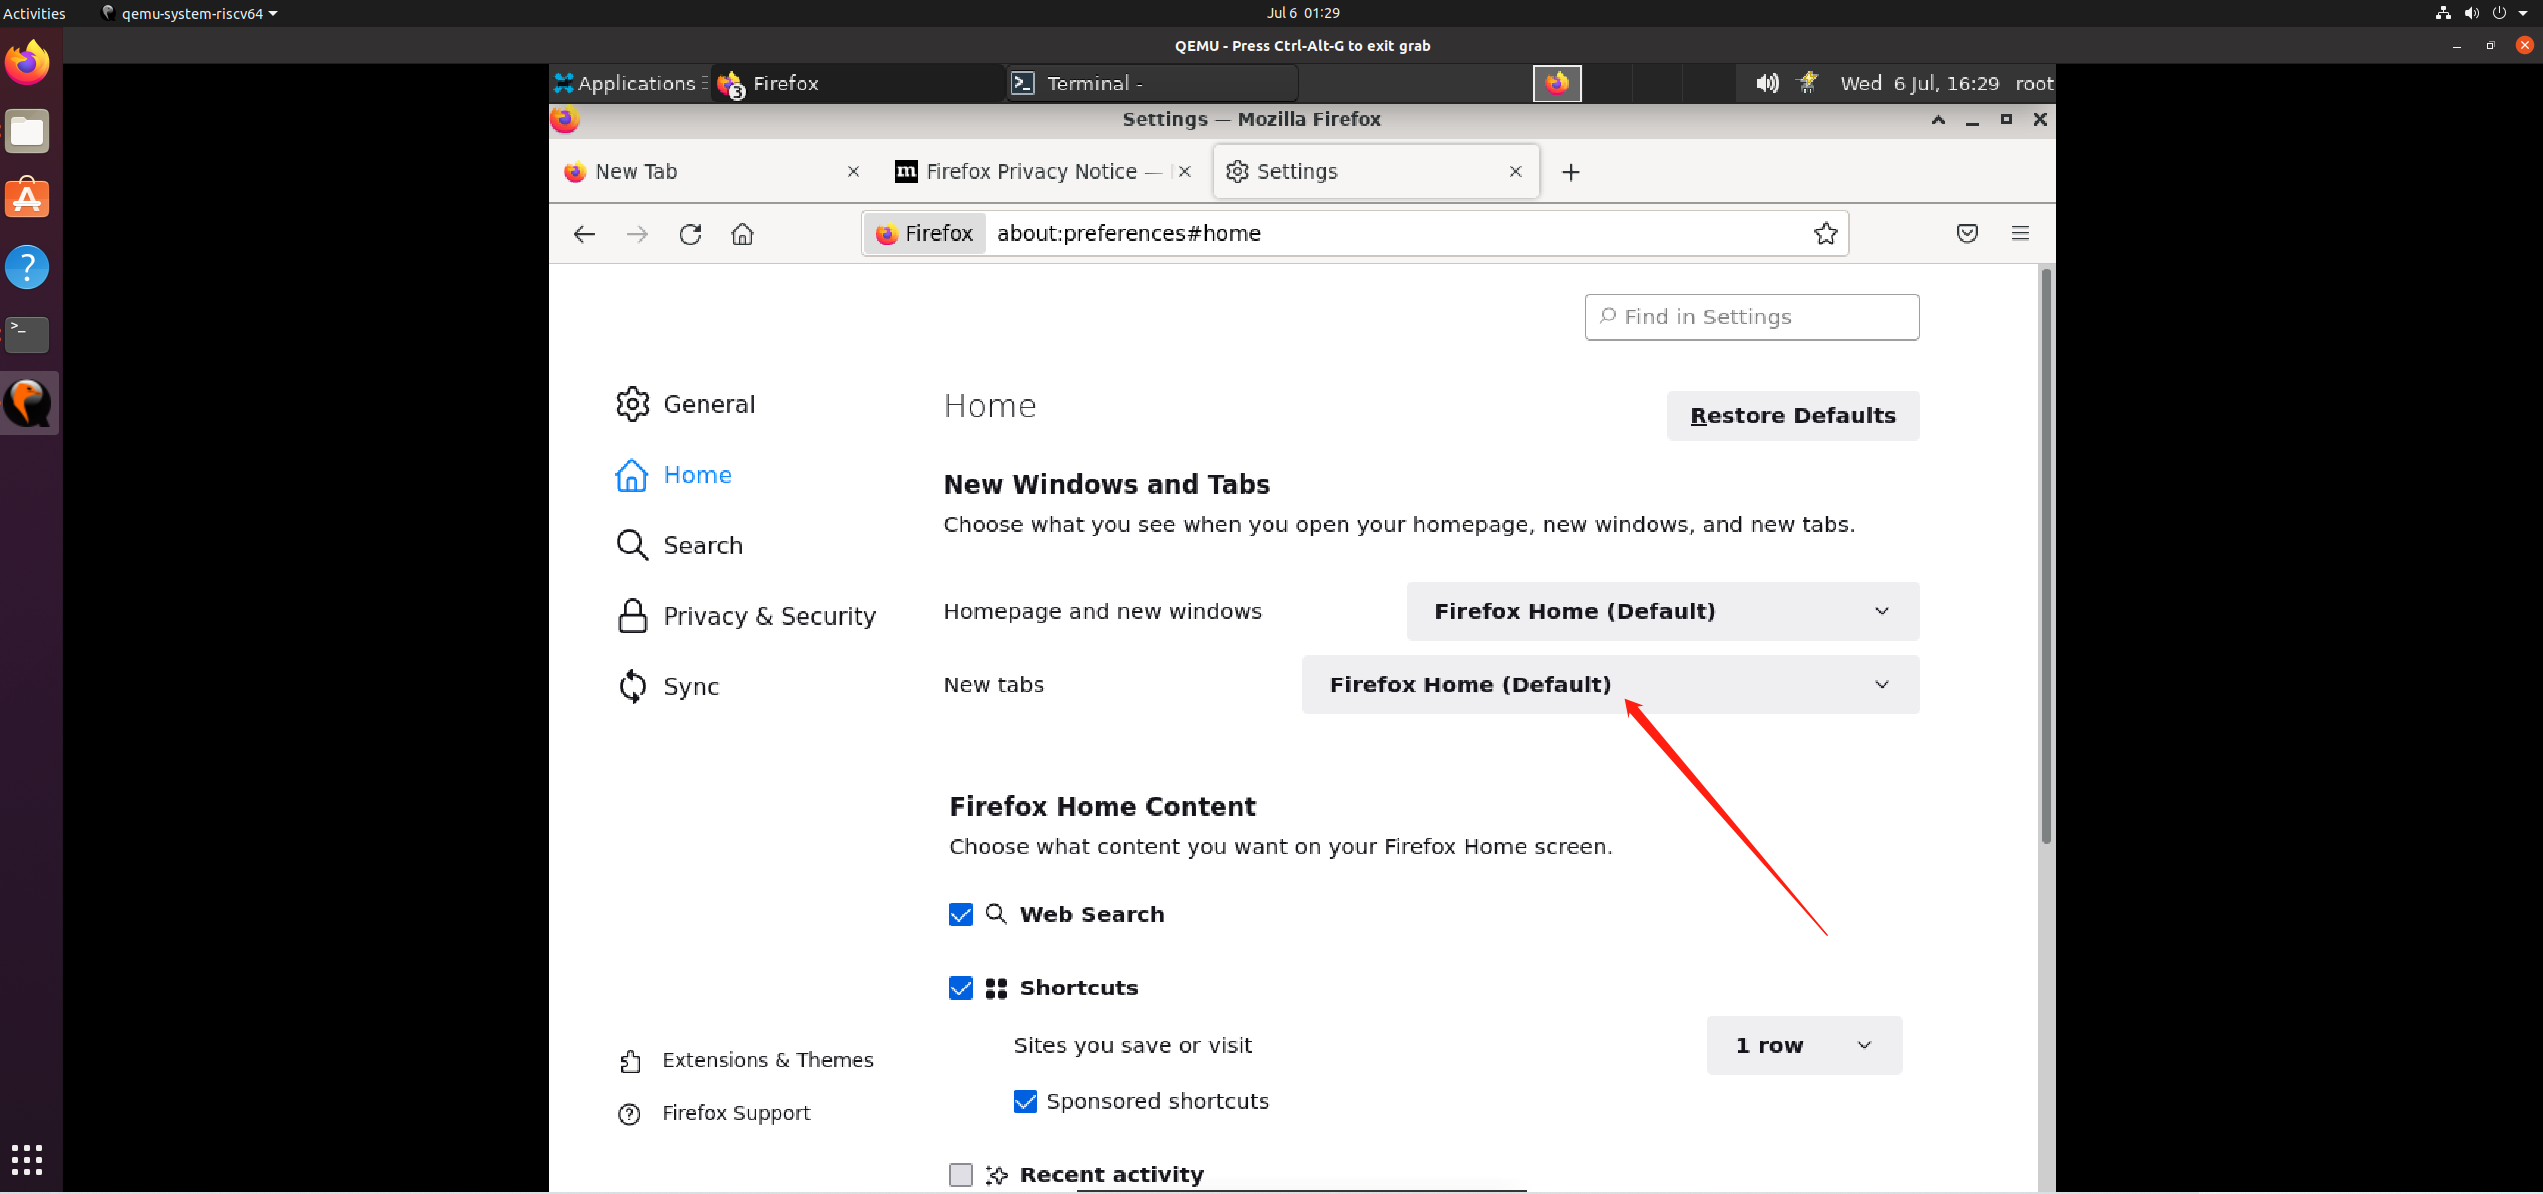 Activities qemu-system-riscv64 Jul 6 01:29
QEMU - Press Ctrl-Alt-G to exit grab
Applications 3 Firefox Terminal - Wed 6 Jul, 16:29 root
Settings — Mozilla Firefox
New Tab Firefox Privacy Notice — Settings
Firefox about:preferences#home
Find in Settings
General
Home
Search
Privacy & Security
Sync
Extensions & Themes
Firefox Support
Home
Restore Defaults
New Windows and Tabs
Choose what you see when you open your homepage, new windows, and new tabs.
Homepage and new windows Firefox Home (Default)
New tabs Firefox Home (Default)
Firefox Home Content
Choose what content you want on your Firefox Home screen.
Web Search
Shortcuts
Sites you save or visit 1 row
Sponsored shortcuts
Recent activity